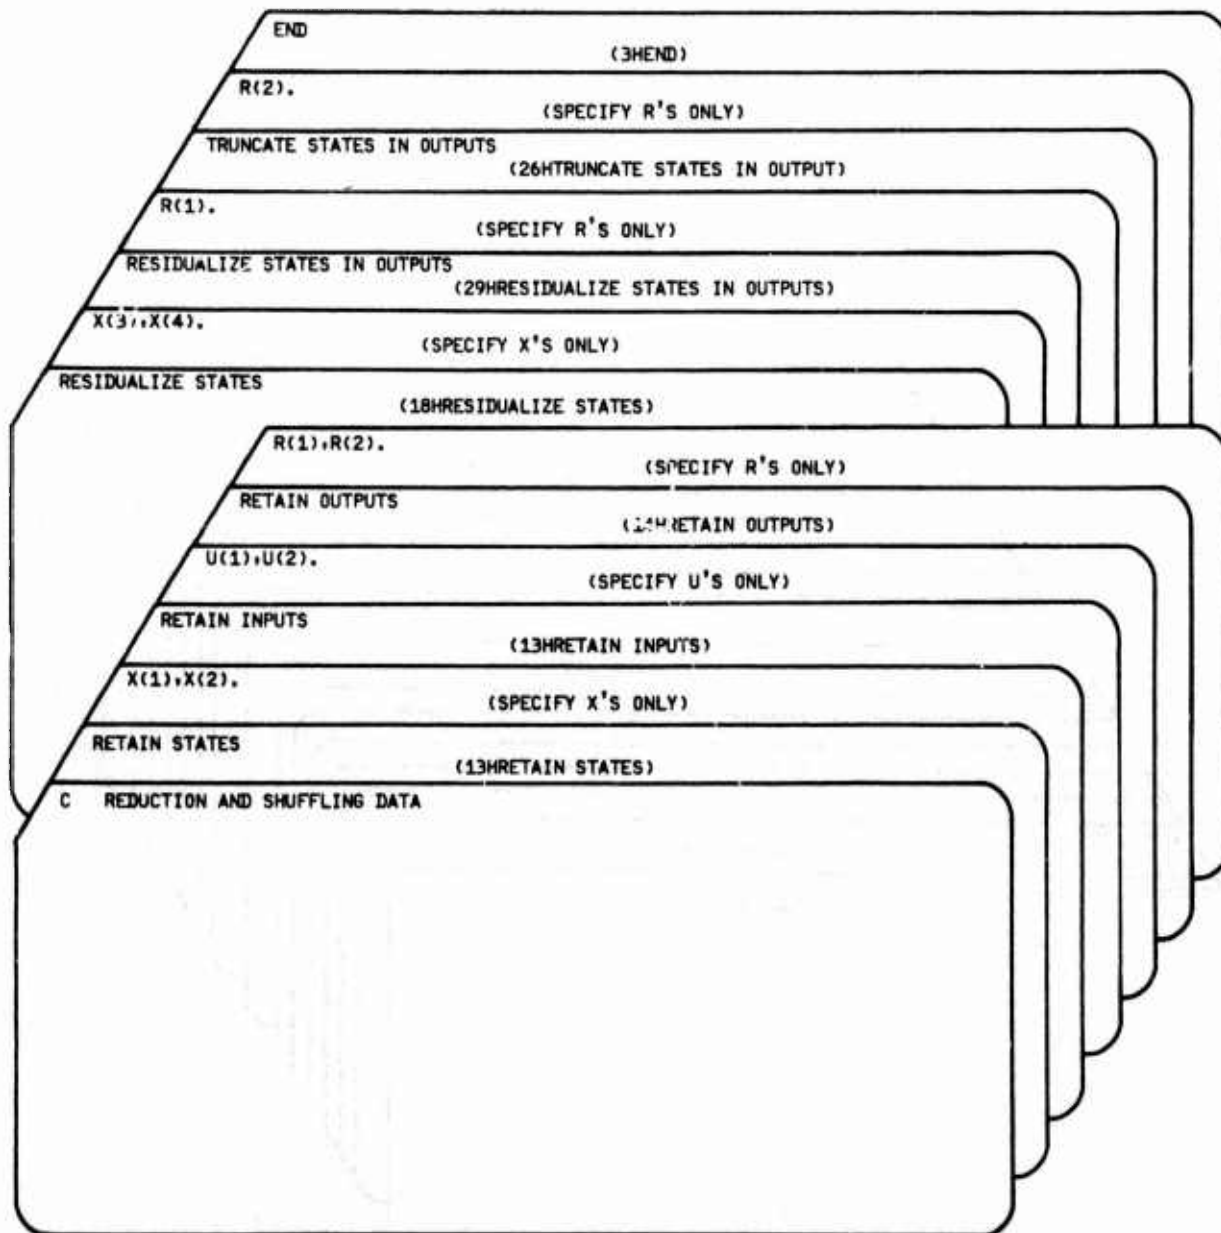 END
(3HEND)
R(2).
(SPECIFY R'S ONLY)
TRUNCATE STATES IN OUTPUTS
(26HTRUNCATE STATES IN OUTPUT)
R(1).
(SPECIFY R'S ONLY)
RESIDUALIZE STATES IN OUTPUTS
(29HRESIDUALIZE STATES IN OUTPUTS)
X(3),X(4).
(SPECIFY X'S ONLY)
RESIDUALIZE STATES
(18HRESIDUALIZE STATES)
R(1),R(2).
(SPECIFY R'S ONLY)
RETAIN OUTPUTS
(14HRETAIN OUTPUTS)
U(1),U(2).
(SPECIFY U'S ONLY)
RETAIN INPUTS
(13HRETAIN INPUTS)
X(1),X(2).
(SPECIFY X'S ONLY)
RETAIN STATES
(13HRETAIN STATES)
C REDUCTION AND SHUFFLING DATA